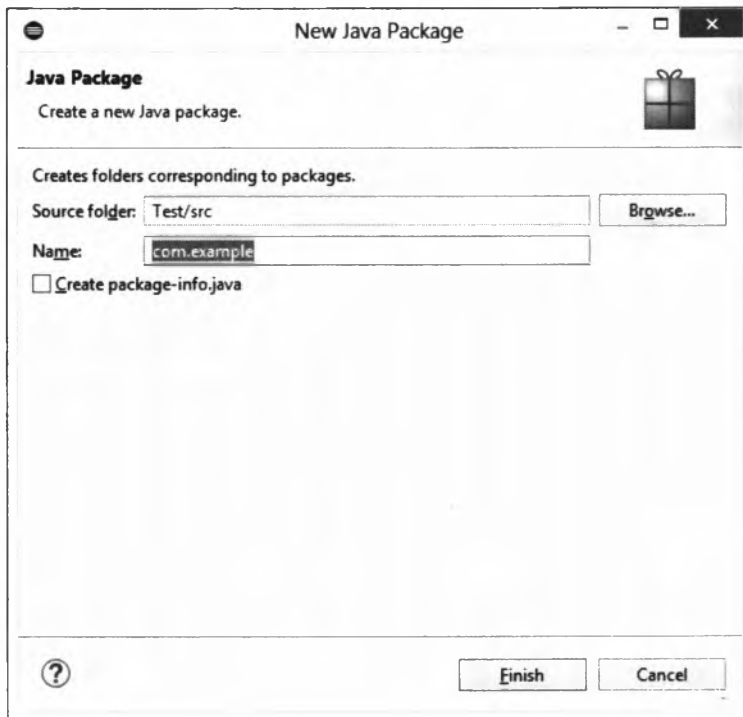 New Java Package
Java Package
Create a new Java package.
Creates folders corresponding to packages.
Source folder: Test/src Browse...
Name: com.example
Create package-info.java
? Finish Cancel